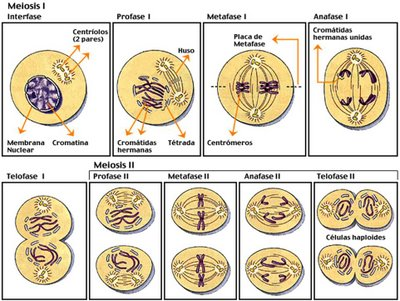 Meiosis I
Interfase
Centríolos
(2 pares)
Membrana
Nuclear
Cromatina
Profase I
Huso
Cromátidas
hermanas
Tétrada
Metafase I
Placa de
Metafase
Centrómeros
Anafase I
Cromátidas
hermanas unidas
Telofase I
Meiosis II
Profase II
Metafase II
Anafase II
Telofase II
Células haploides